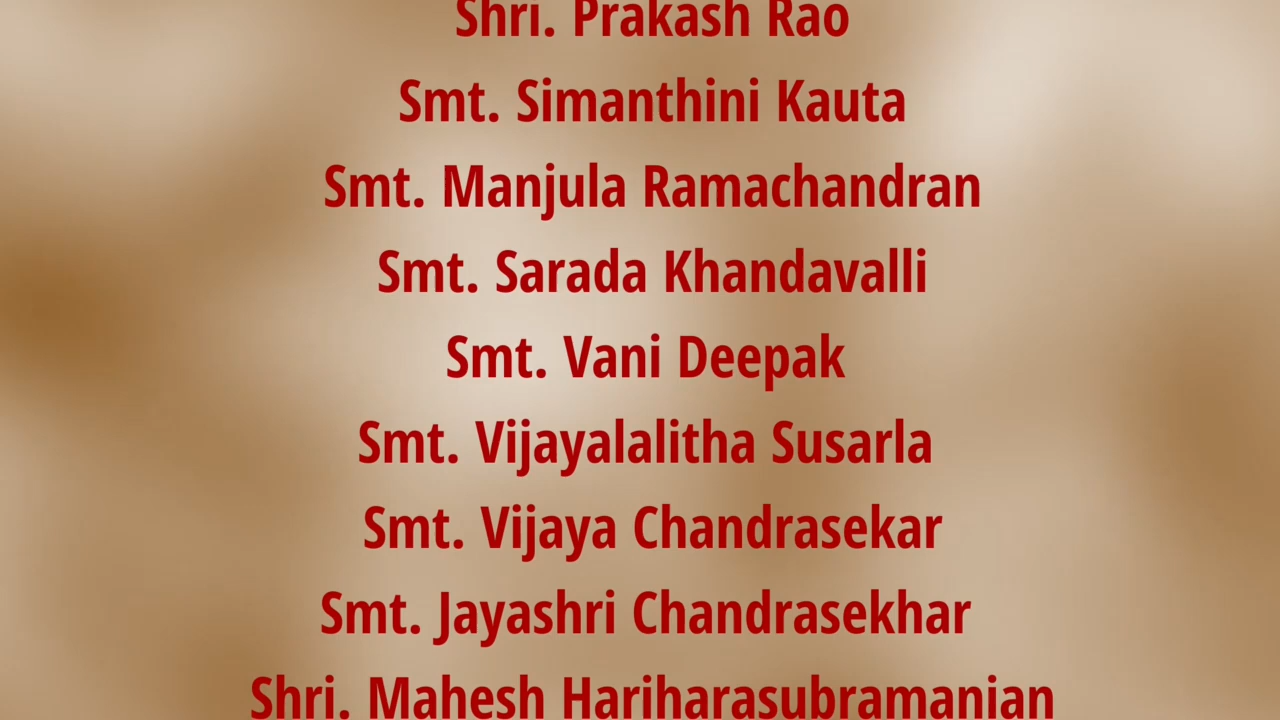 Shri. Prakash Rao
Smt. Simanthini Kauta
Smt. Manjula Ramachandran
Smt. Sarada Khandavalli
Smt. Vani Deepak
Smt. Vijayalalitha Susarla
Smt. Vijaya Chandrasekar
Smt. Jayashri Chandrasekhar
Shri. Mahesh Hariharasubramanian